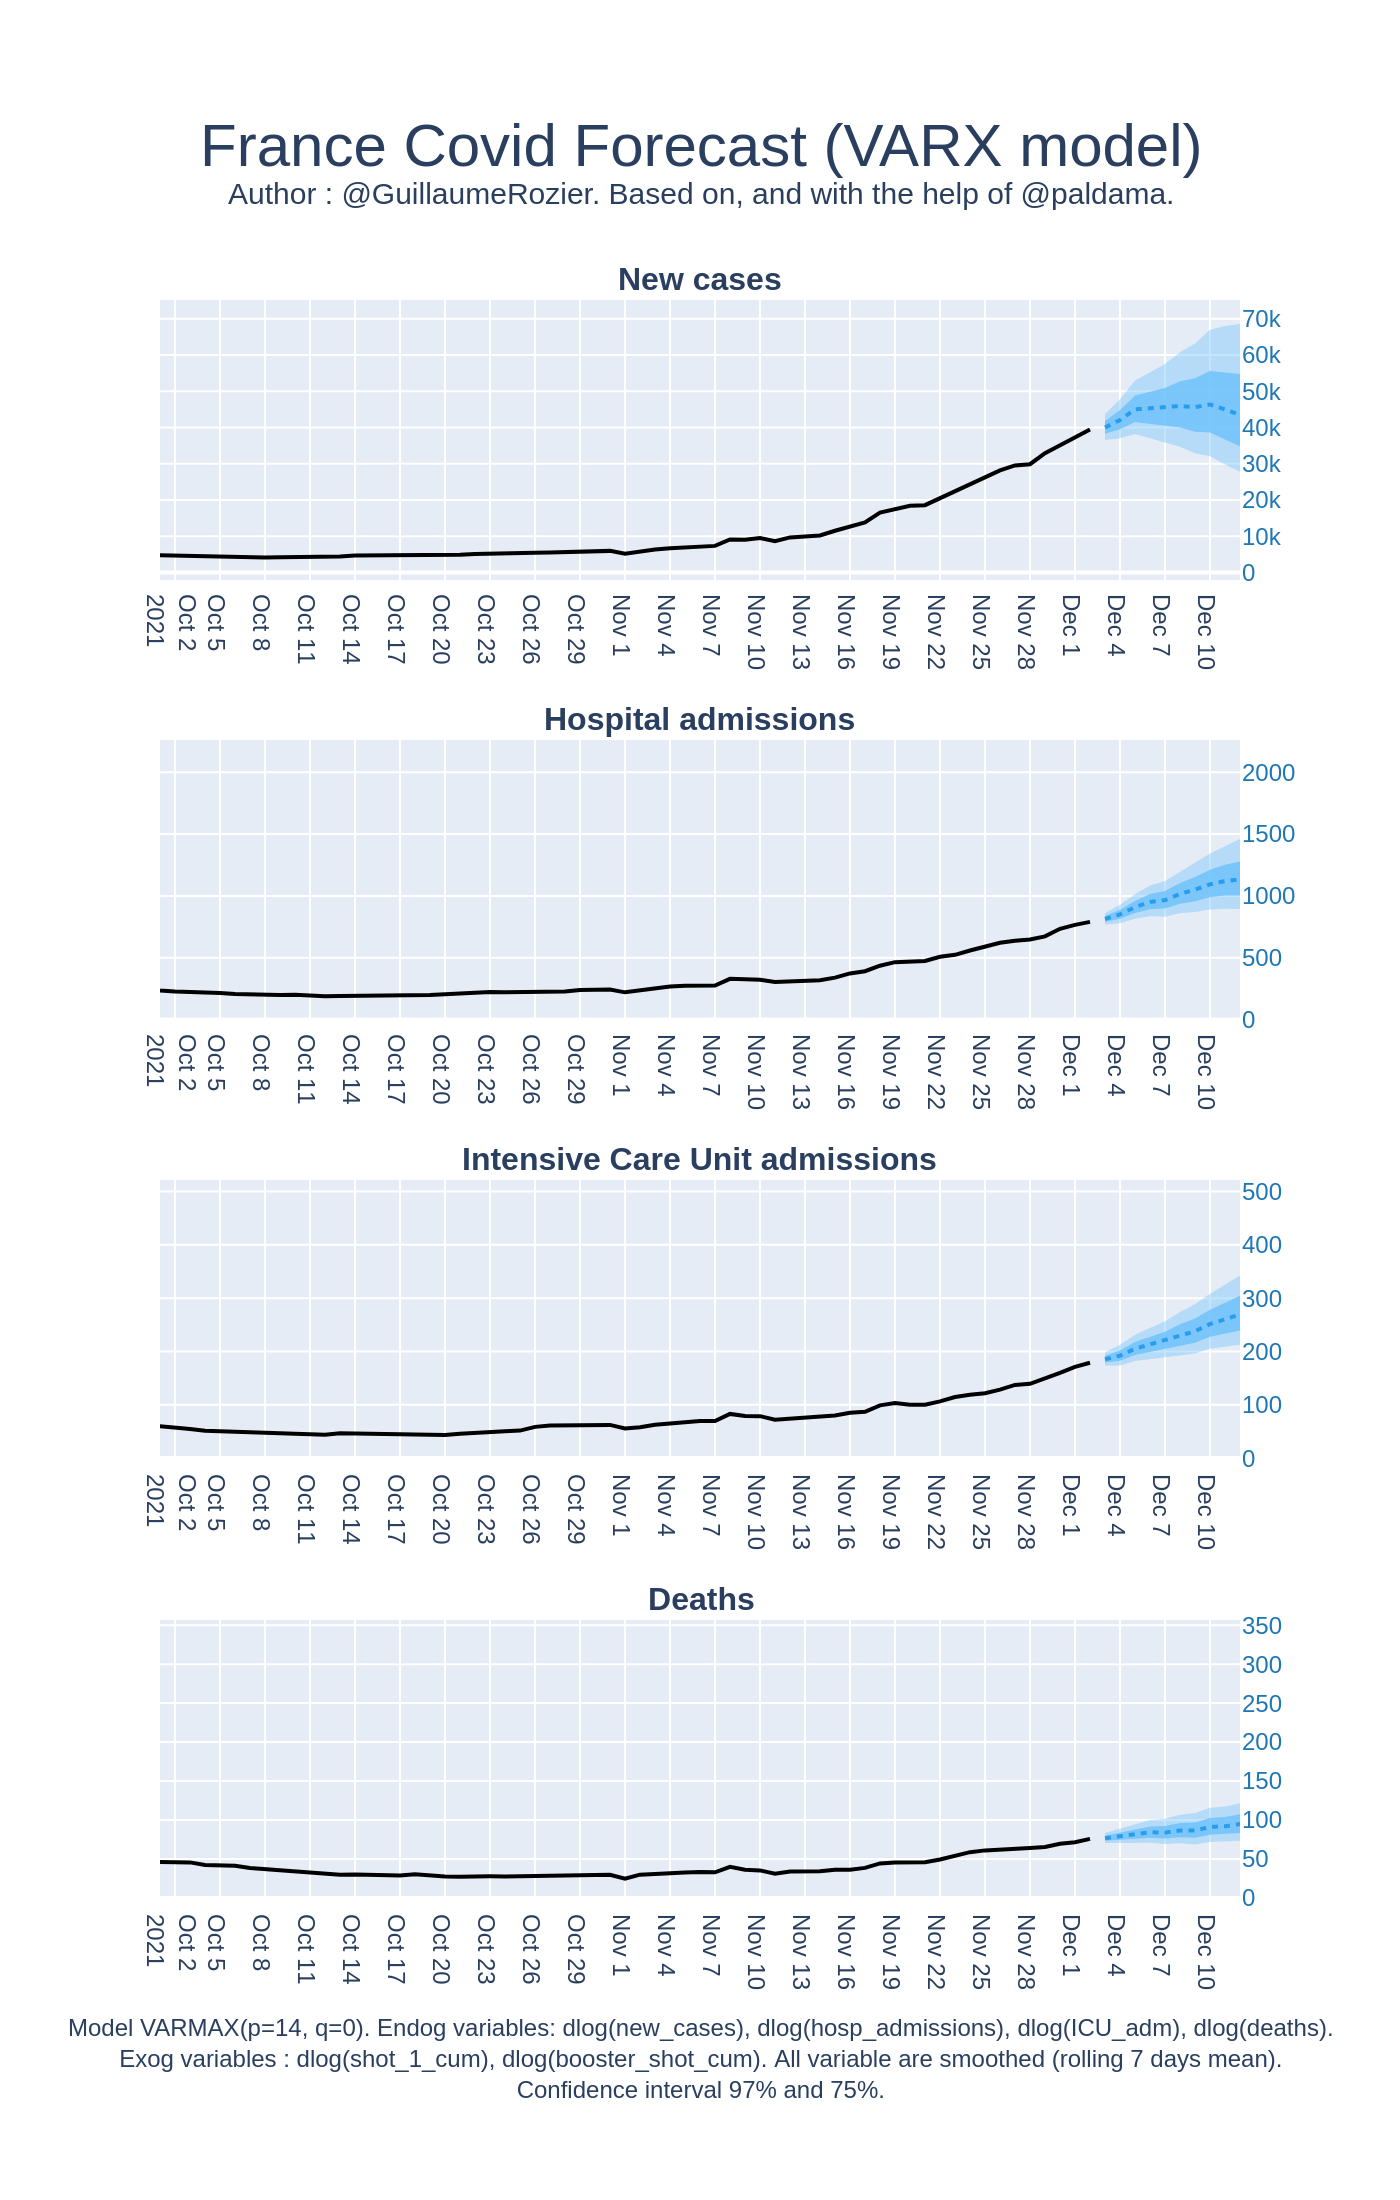 France Covid Forecast (VARX model)
Author : @GuillaumeRozier. Based on, and with the help of @paldama.
New cases
70k
60k
50k
40k
30k
20k
10k
0
Oct 2
2021
Oct 5
Oct 8
Oct 11
Oct 14
Oct 17
Oct 20
Oct 23
Oct 26
Oct 29
Nov 1
Nov 4
Nov 7
Nov 10
Nov 13
Nov 16
Nov 19
Nov 22
Nov 25
Nov 28
Dec 1
Dec 4
Dec 7
Dec 10
Hospital admissions
2000
1500
1000
500
0
Oct 2
2021
Oct 5
Oct 8
Oct 11
Oct 14
Oct 17
Oct 20
Oct 23
Oct 26
Oct 29
Nov 1
Nov 4
Nov 7
Nov 10
Nov 13
Nov 16
Nov 19
Nov 22
Nov 25
Nov 28
Dec 1
Dec 4
Dec 7
Dec 10
Intensive Care Unit admissions
500
400
300
200
100
0
Oct 2
2021
Oct 5
Oct 8
Oct 11
Oct 14
Oct 17
Oct 20
Oct 23
Oct 26
Oct 29
Nov 1
Nov 4
Nov 7
Nov 10
Nov 13
Nov 16
Nov 19
Nov 22
Nov 25
Nov 28
Dec 1
Dec 4
Dec 7
Dec 10
Deaths
350
300
250
200
150
100
50
0
Oct 2
2021
Oct 5
Oct 8
Oct 11
Oct 14
Oct 17
Oct 20
Oct 23
Oct 26
Oct 29
Nov 1
Nov 4
Nov 7
Nov 10
Nov 13
Nov 16
Nov 19
Nov 22
Nov 25
Nov 28
Dec 1
Dec 4
Dec 7
Dec 10
Model VARMAX(p=14, q=0). Endog variables: dlog(new_cases), dlog(hosp_admissions), dlog(ICU_adm), dlog(deaths).
Exog variables : dlog(shot_1_cum), dlog(booster_shot_cum). All variable are smoothed (rolling 7 days mean).
Confidence interval 97% and 75%.